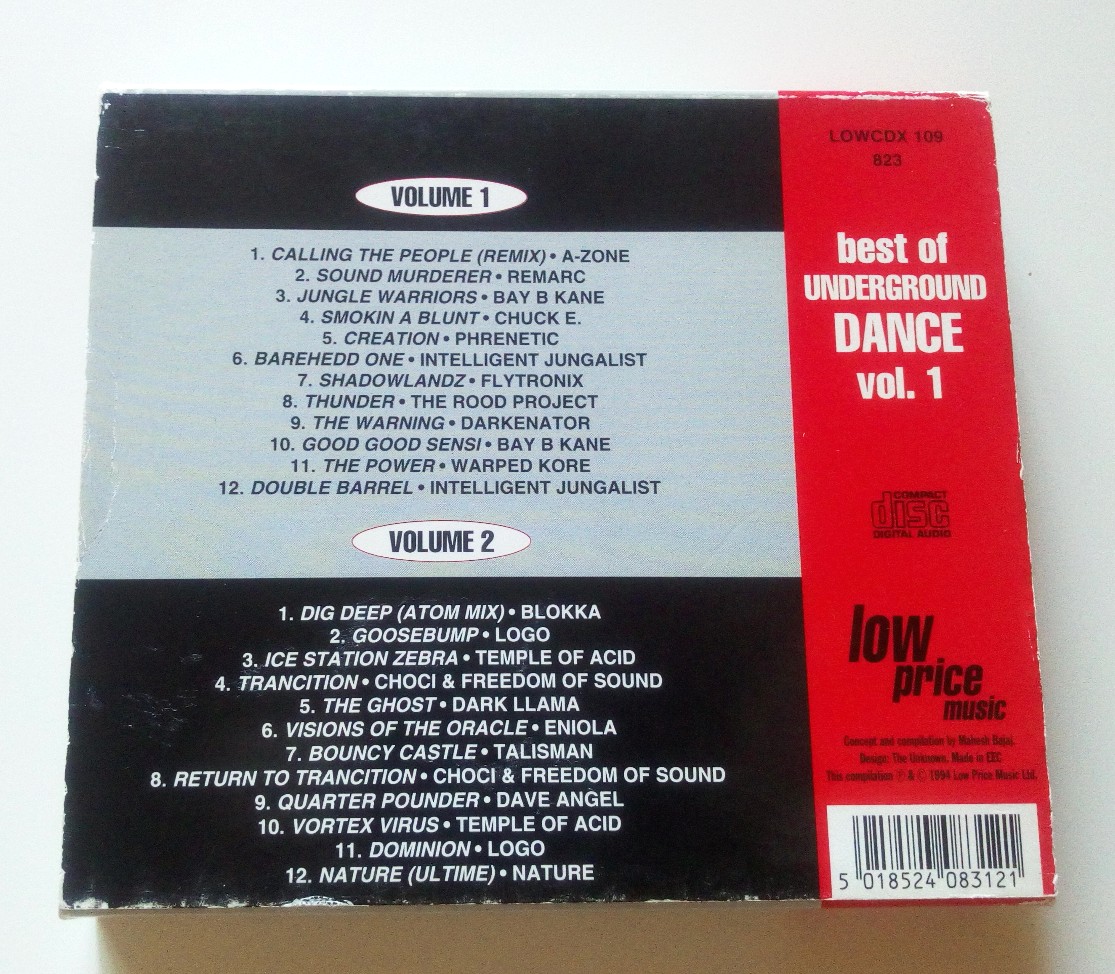 VOLUME 1
1. CALLING THE PEOPLE (REMIX) • A-ZONE
2. SOUND MURDERER • REMARC
3. JUNGLE WARRIORS • BAY B KANE
4. SMOKIN A BLUNT • CHUCK E.
5. CREATION • PHRENETIC
6. BAREHEDD ONE • INTELLIGENT JUNGALIST
7. SHADOWLANDZ • FLYTRONIX
8. THUNDER • THE ROOD PROJECT
9. THE WARNING • DARKENATOR
10. GOOD GOOD SENSI • BAY B KANE
11. THE POWER • WARPED KORE
12. DOUBLE BARREL • INTELLIGENT JUNGALIST
VOLUME 2
1. DIG DEEP (ATOM MIX) • BLOKKA
2. GOOSEBUMP • LOGO
3. ICE STATION ZEBRA • TEMPLE OF ACID
4. TRANCITION • CHOCI & FREEDOM OF SOUND
5. THE GHOST • DARK LLAMA
6. VISIONS OF THE ORACLE • ENIOLA
7. BOUNCY CASTLE • TALISMAN
8. RETURN TO TRANCITION • CHOCI & FREEDOM OF SOUND
9. QUARTER POUNDER • DAVE ANGEL
10. VORTEX VIRUS • TEMPLE OF ACID
11. DOMINION • LOGO
12. NATURE (ULTIME) • NATURE
LOWCDX 109
823
best of
UNDERGROUND
DANCE
vol. 1
COMPACT
disc
DIGITAL AUDIO
low
price
music
Concept and compilation by Mahesh Bajaj.
Design: The Unknown. Made in EEC
This compilation ℗ & © 1994 Low Price Music Ltd.
5 018524 083121